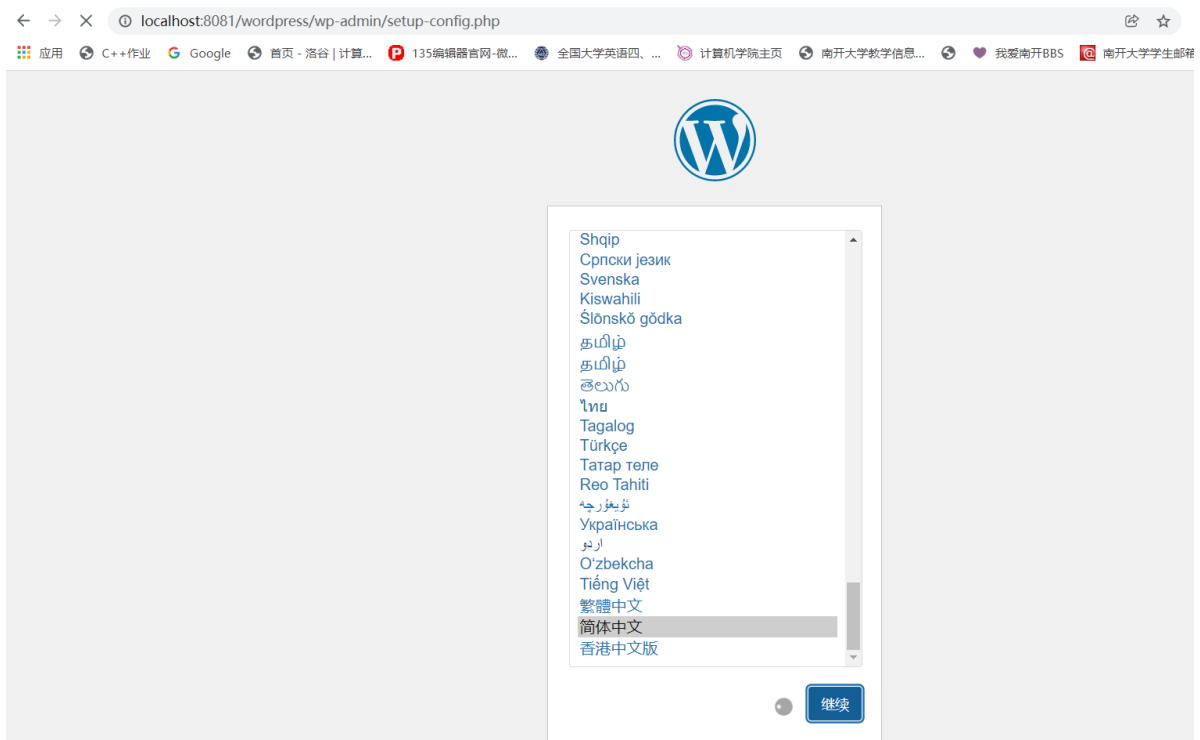 localhost:8081/wordpress/wp-admin/setup-config.php
应用 C++作业 Google 首页 - 洛谷 | 计算... 135编辑器官网-微... 全国大学英语四、... 计算机学院主页 南开大学教学信息... 我爱南开BBS 南开大学学生邮箱
Shqip
Српски језик
Svenska
Kiswahili
Ślōnskŏ gŏdka
தமிழ்
தமிழ்
తెలుగు
ไทย
Tagalog
Türkçe
Татар теле
Reo Tahiti
ئۇيغۇرچە
Українська
اردو
O‘zbekcha
Tiếng Việt
繁體中文
简体中文
香港中文版
继续